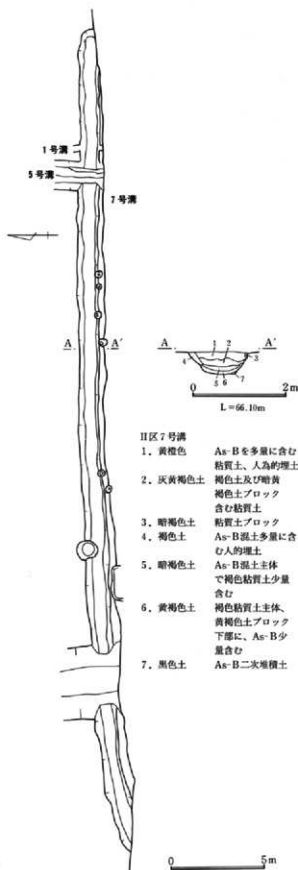 1号溝
5号溝
7号溝
A A'
A A'
1 2 3
4
5 6 7
0 2m
L=66.10m
II区7号溝
1．黄橙色 As-Bを多量に含む
粘質土、人為的埋土
2．灰黄褐色土 褐色土及び暗黄
褐色土ブロック
含む粘質土
3．暗褐色土 粘質土ブロック
4．褐色土 As-B混土多量に含
む人的埋土
5．暗褐色土 As-B混土主体
で褐色粘質土少量
含む
6．黄褐色土 褐色粘質土主体、
黄褐色土ブロック
下部に、As-B少
量含む
7．黒色土 As-B二次堆積土
0 5m